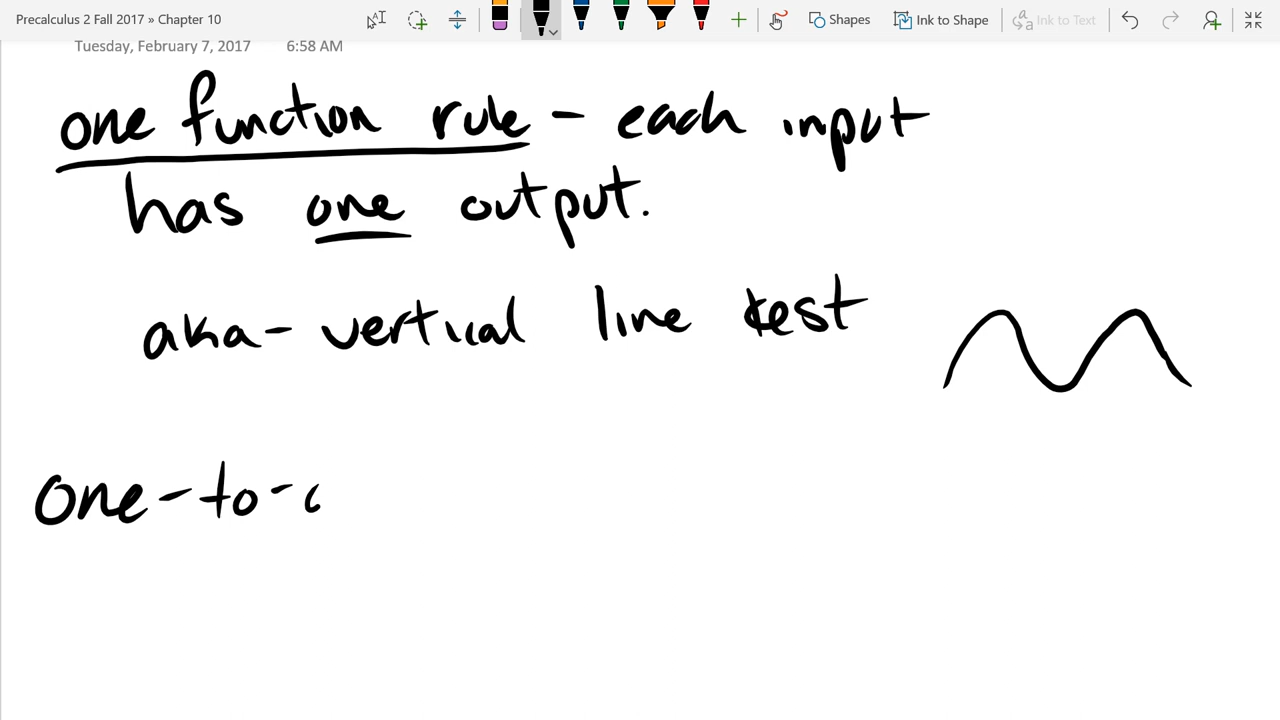 Precalculus 2 Fall 2017 » Chapter 10
Shapes
Ink to Shape
Ink to Text
Tuesday, February 7, 2017 6:58 AM
one function rule - each input
has one output.
aka- vertical line test
One-to-o